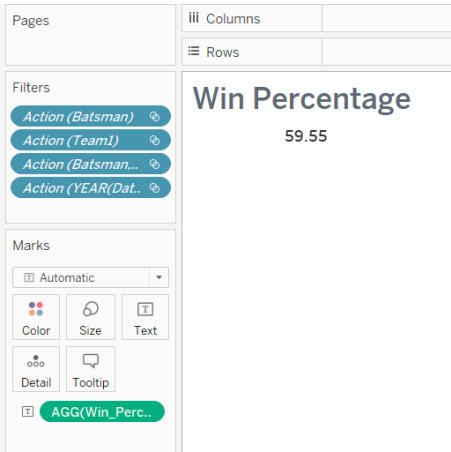 Pages
Columns
Rows
Filters
Action (Batsman)
Action (Team1)
Action (Batsman,..
Action (YEAR(Dat..
Marks
T Automatic
Color Size T Text
Detail Tooltip
T AGG(Win_Perc..
Win Percentage
59.55